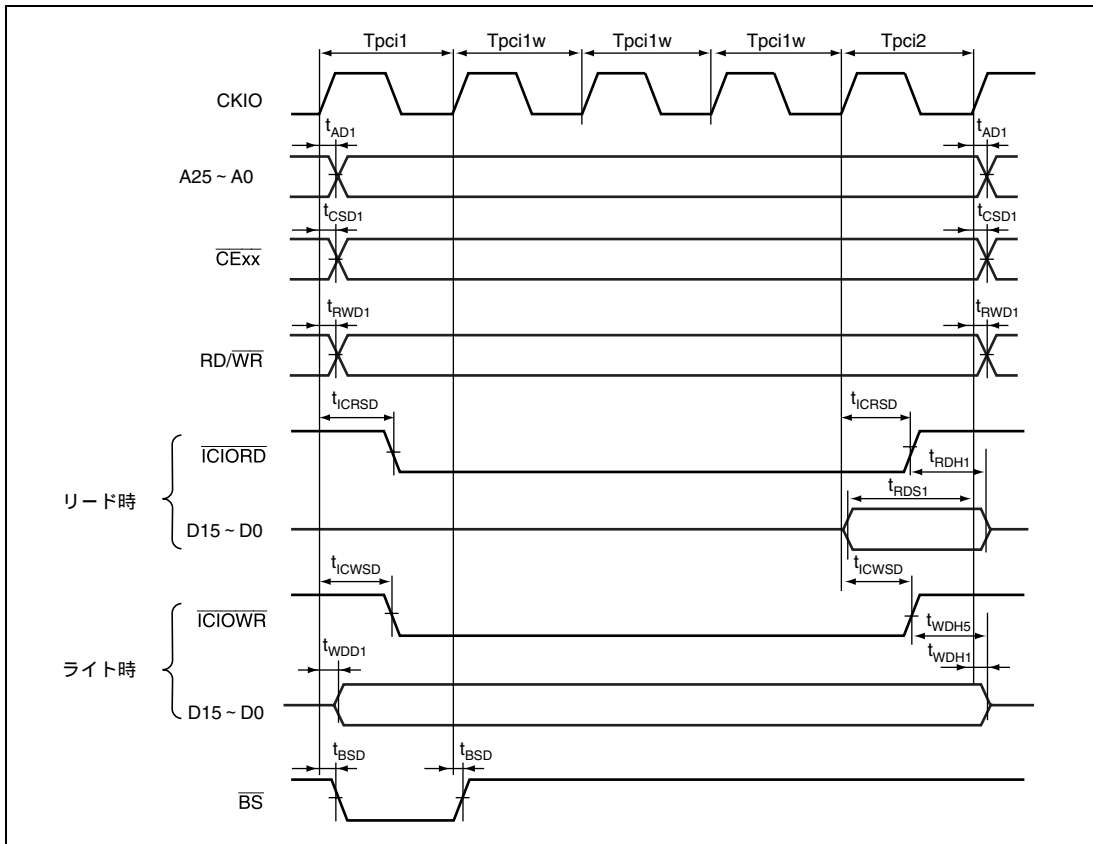 Tpci1 Tpci1w Tpci1w Tpci1w Tpci2
CKIO
tAD1 tAD1
A25 ~ A0
tCSD1 tCSD1
CExx
tRWD1 tRWD1
RD/WR
tICRSD tICRSD
ICIORD
tRDH1
リード時
tRDS1
D15 ~ D0
tICWSD tICWSD
ICIOWR
tWDH5
tWDD1 tWDH1
ライト時
D15 ~ D0
tBSD tBSD
BS